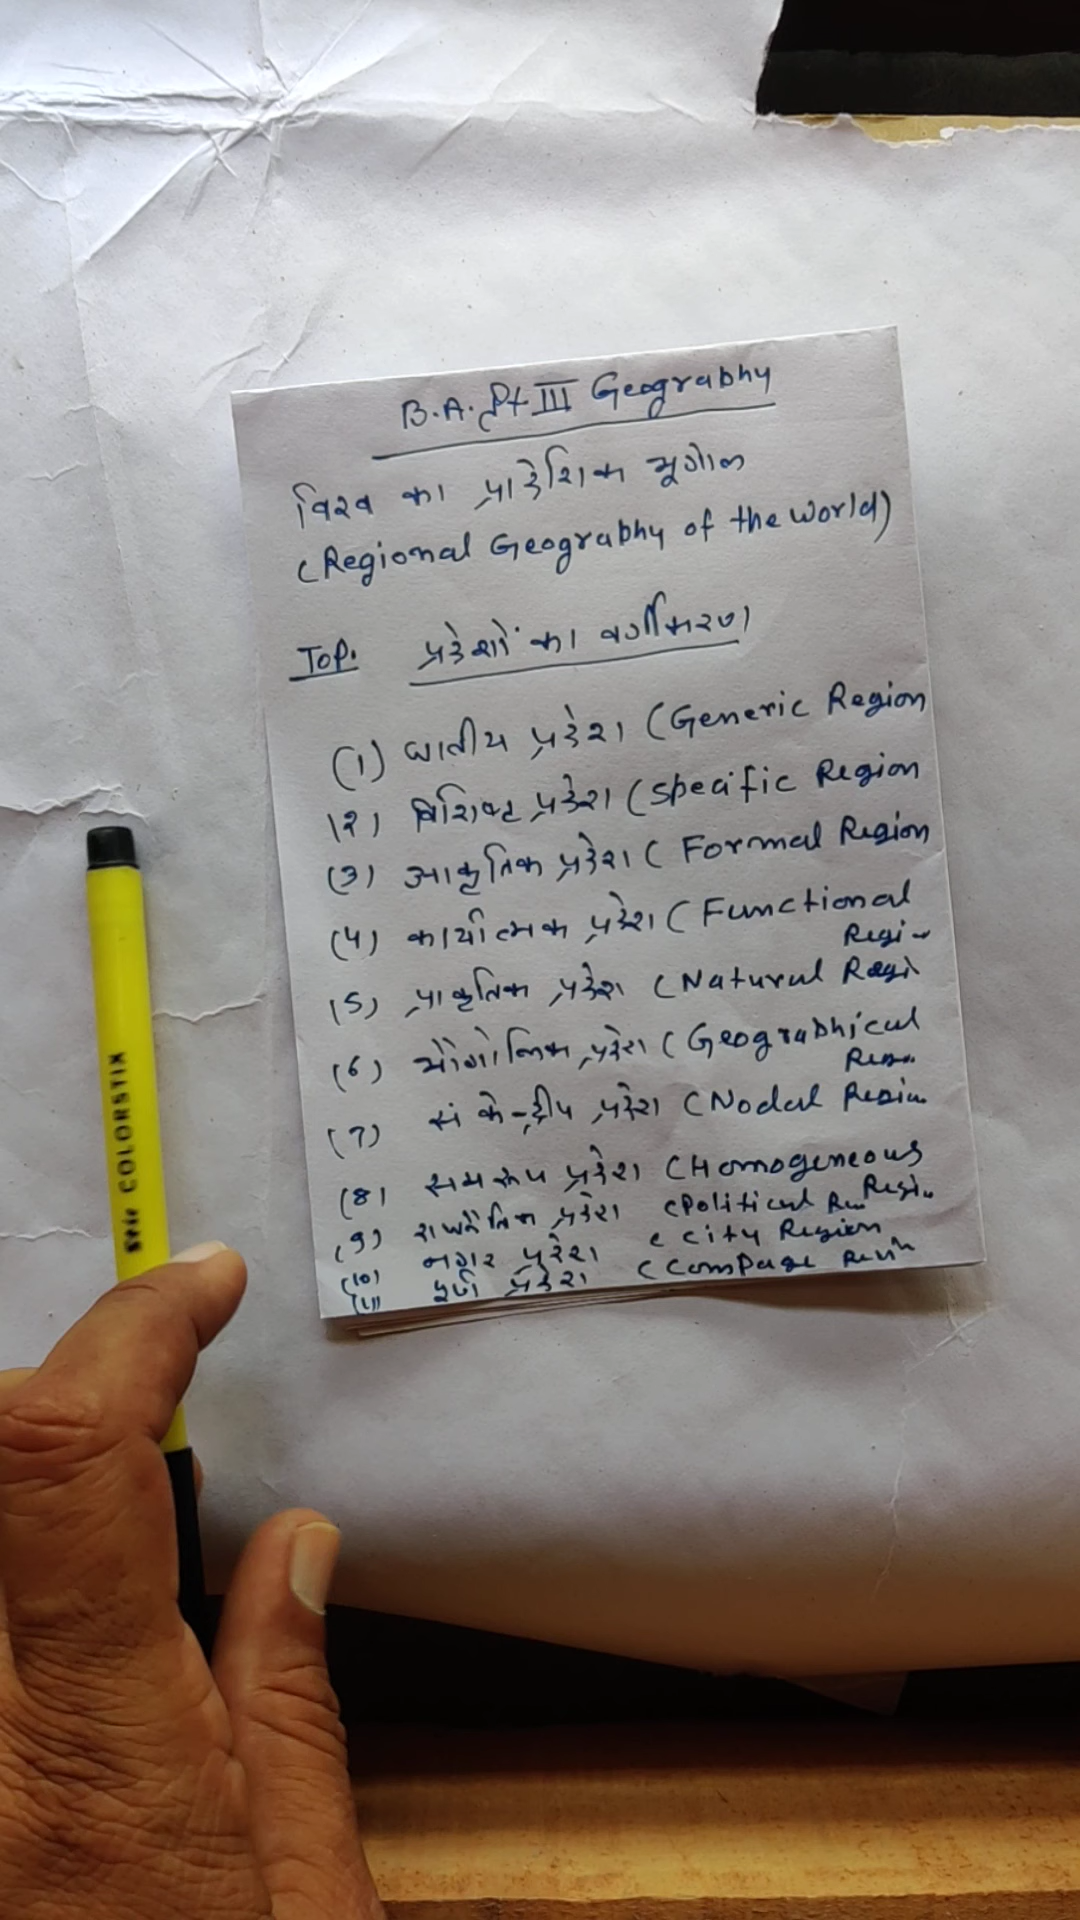 B.A. Pt III Geography
विश्व का प्रादेशिक भूगोल
(Regional Geography of the World)
TOP. प्रदेशों का वर्गीकरण
(1) जातीय प्रदेश (Generic Region
(2) विशिष्ट प्रदेश (Specific Region
(3) आकृतिक प्रदेश ( Formal Region
(4) कार्यात्मक प्रदेश ( Functional
Regi
(5) प्राकृतिक प्रदेश (Natural Regi
(6) भौगोलिक प्रदेश (Geographical
(7) संकेन्द्रीय प्रदेश (Nodal Region
(8) समरूप प्रदेश (Homogeneous
Regi
(9) राजनैतिक प्रदेश (Political
(10) नगर प्रदेश ( City Region
(11) पूर्ण प्रदेश (Compage
Stic COLORSTIX